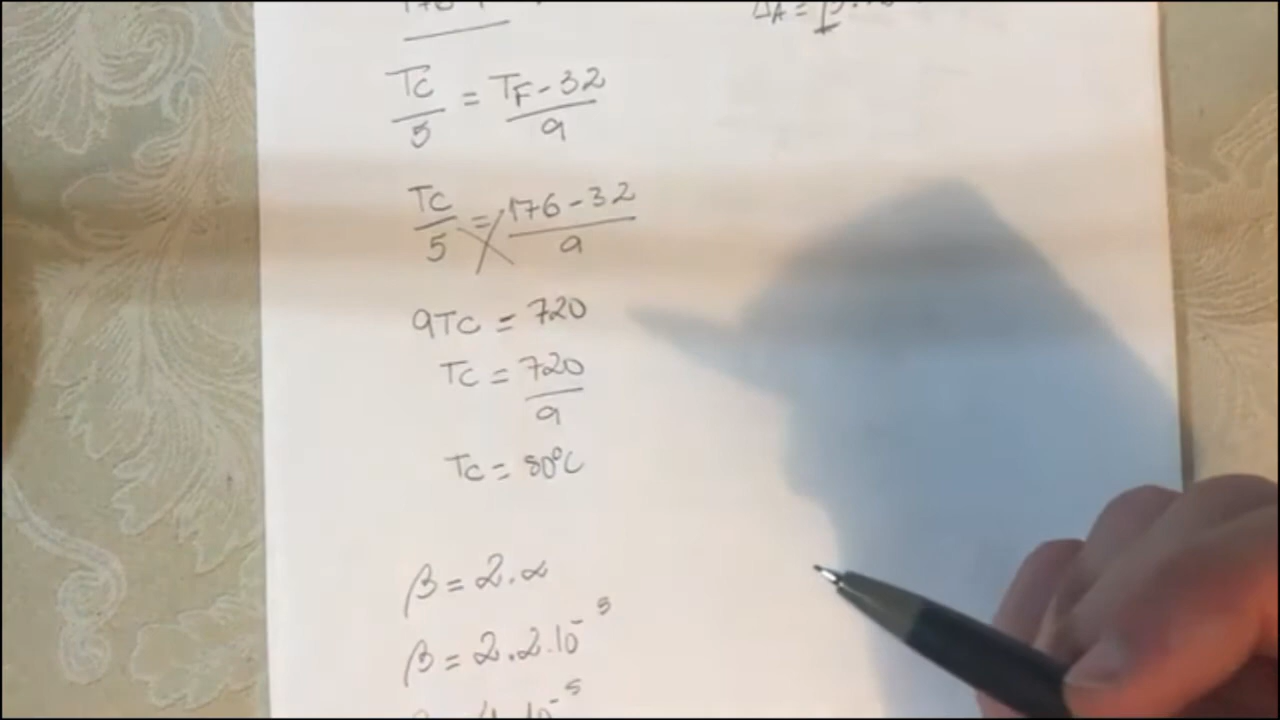 ΔA = β
Tc/5 = TF - 32/9
Tc/5 = 176 - 32/9
9Tc = 720
Tc = 720/9
Tc = 80°C
β = 2.α
β = 2.2.10⁻⁵